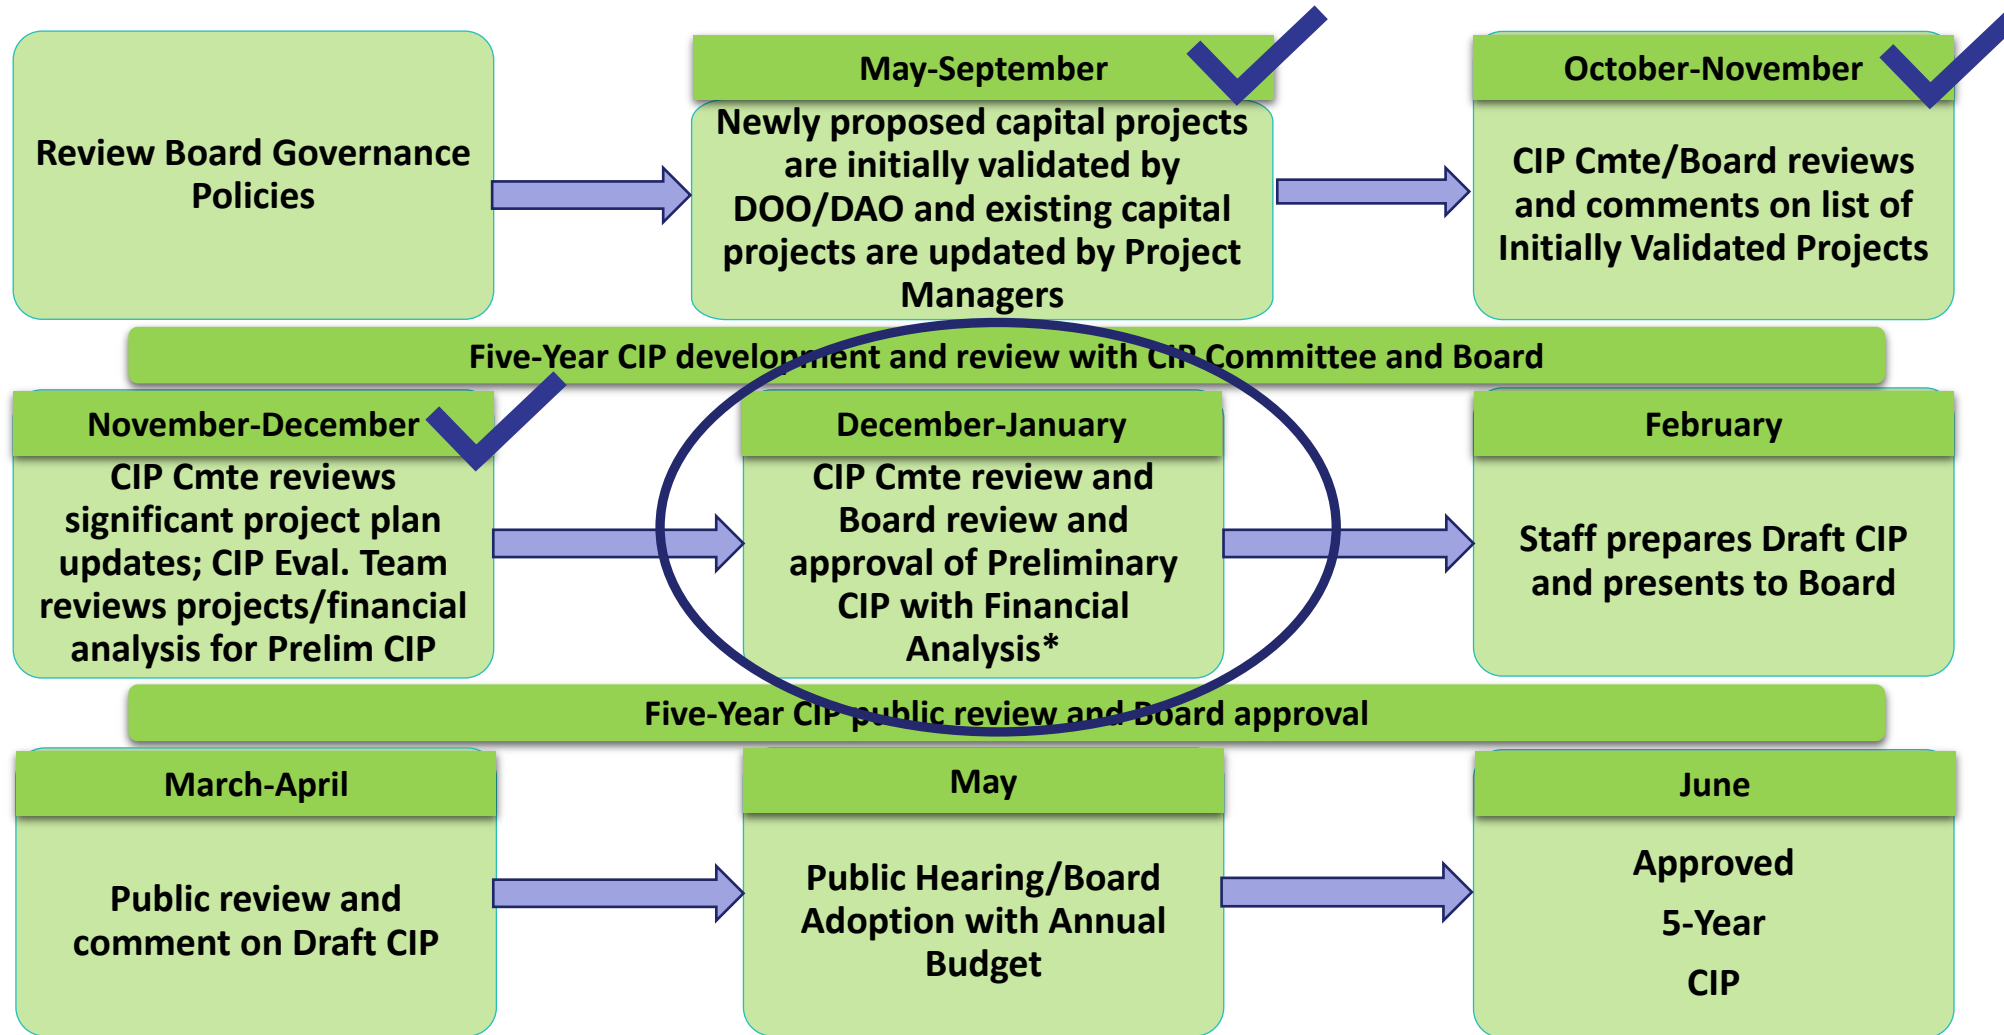 Review Board Governance
Policies
May-September
Newly proposed capital projects
are initially validated by
DOO/DAO and existing capital
projects are updated by Project
Managers
October-November
CIP Cmte/Board reviews
and comments on list of
Initially Validated Projects
Five-Year CIP development and review with CIP Committee and Board
November-December
CIP Cmte reviews
significant project plan
updates; CIP Eval. Team
reviews projects/financial
analysis for Prelim CIP
December-January
CIP Cmte review and
Board review and
approval of Preliminary
CIP with Financial
Analysis*
February
Staff prepares Draft CIP
and presents to Board
Five-Year CIP public review and Board approval
March-April
Public review and
comment on Draft CIP
May
Public Hearing/Board
Adoption with Annual
Budget
June
Approved
5-Year
CIP